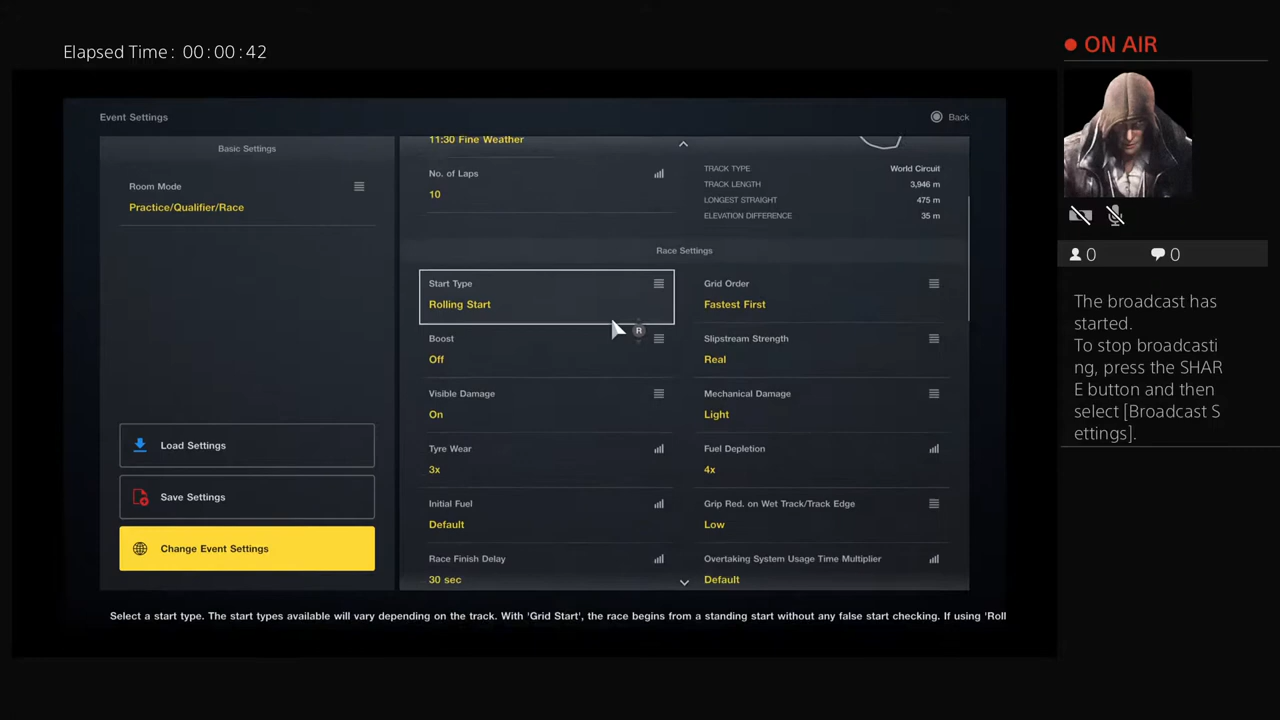 Elapsed Time: 00:00:42
ON AIR
Event Settings
Back
Basic Settings
Room Mode
Practice/Qualifier/Race
Load Settings
Save Settings
Change Event Settings
11:30 Fine Weather
No. of Laps
10
TRACK TYPE World Circuit
TRACK LENGTH 3,946 m
LONGEST STRAIGHT 475 m
ELEVATION DIFFERENCE 35 m
Race Settings
Start Type
Rolling Start
Grid Order
Fastest First
R
Boost
Off
Slipstream Strength
Real
Visible Damage
On
Mechanical Damage
Light
Tyre Wear
3x
Fuel Depletion
4x
Initial Fuel
Default
Grip Red. on Wet Track/Track Edge
Low
Race Finish Delay
30 sec
Overtaking System Usage Time Multiplier
Default
Select a start type. The start types available will vary depending on the track. With 'Grid Start', the race begins from a standing start without any false start checking. If using 'Roll
0 0
The broadcast has
started.
To stop broadcasti
ng, press the SHAR
E button and then
select [Broadcast S
ettings].